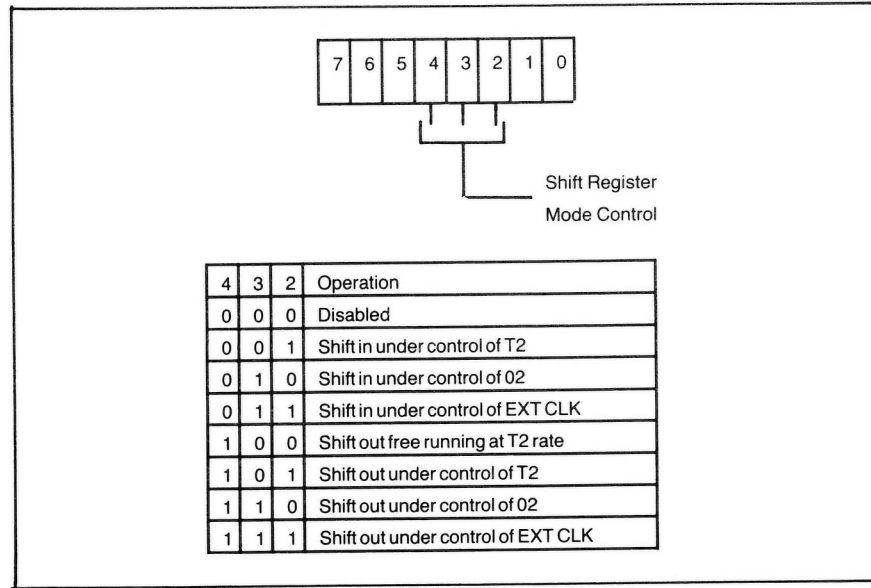 7 6 5 4 3 2 1 0
Shift Register
Mode Control
4 3 2 Operation
0 0 0 Disabled
0 0 1 Shift in under control of T2
0 1 0 Shift in under control of 02
0 1 1 Shift in under control of EXT CLK
1 0 0 Shift out free running at T2 rate
1 0 1 Shift out under control of T2
1 1 0 Shift out under control of 02
1 1 1 Shift out under control of EXT CLK